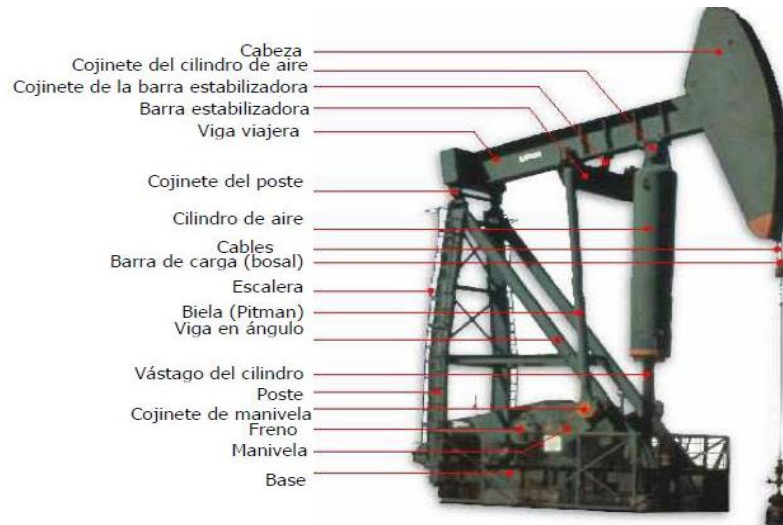 Cabeza
Cojinete del cilindro de aire
Cojinete de la barra estabilizadora
Barra estabilizadora
Viga viajera
Cojinete del poste
Cilindro de aire
Cables
Barra de carga (bosal)
Escalera
Biela (Pitman)
Viga en ángulo
Vástago del cilindro
Poste
Cojinete de manivela
Freno
Manivela
Base